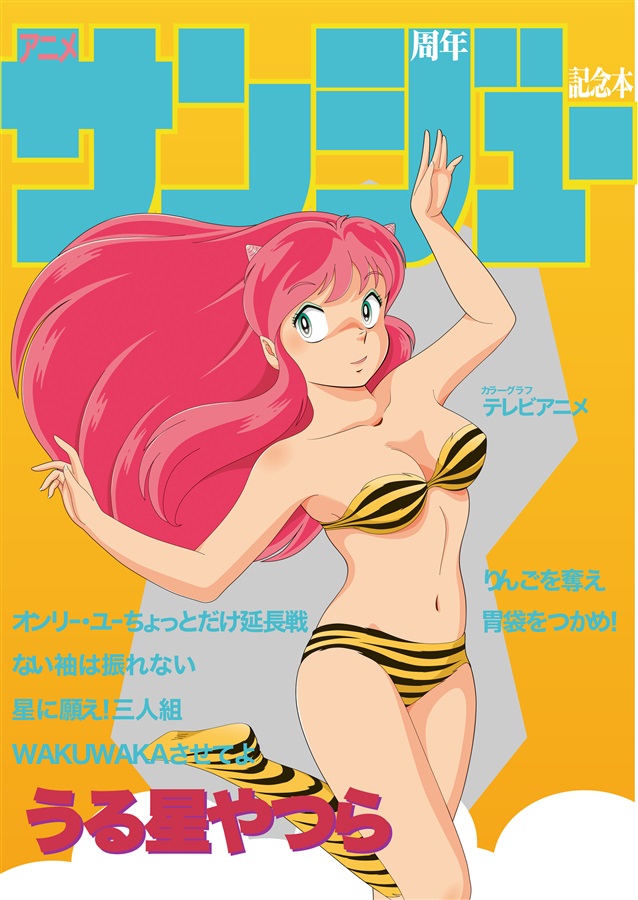 アニメ
サンジュー
周年
記念本
カラーグラフ
テレビアニメ
りんごを奪え
胃袋をつかめ!
オンリー・ユーちょっとだけ延長戦
ない袖は振れない
星に願え!三人組
WAKUWAKAさせてよ
うる星やつら